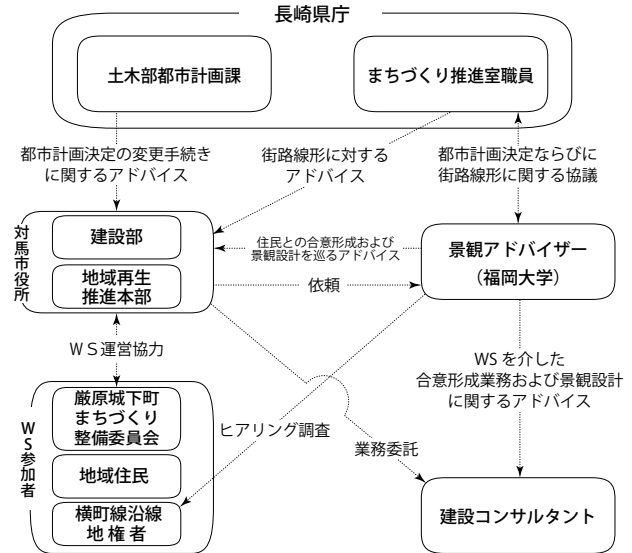 長崎県庁
土木部都市計画課
まちづくり推進室職員
都市計画決定の変更手続き
に関するアドバイス
街路線形に対する
アドバイス
都市計画決定ならびに
街路線形に関する協議
対馬市役所
建設部
地域再生
推進本部
住民との合意形成および
景観設計を巡るアドバイス
依頼
景観アドバイザー
（福岡大学）
ＷＳ運営協力
WSを介した
合意形成業務および景観設計
に関するアドバイス
WS参加者
厳原城下町
まちづくり
整備委員会
地域住民
横町線沿線
地 権 者
ヒアリング調査
業務委託
建設コンサルタント